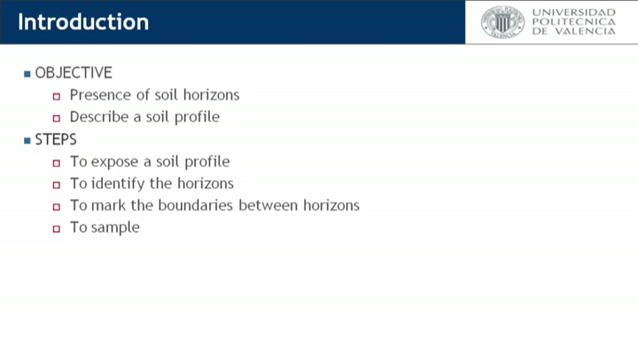 Introduction
UNIVERSIDAD
POLITECNICA
DE VALENCIA
OBJECTIVE
Presence of soil horizons
Describe a soil profile
STEPS
To expose a soil profile
To identify the horizons
To mark the boundaries between horizons
To sample